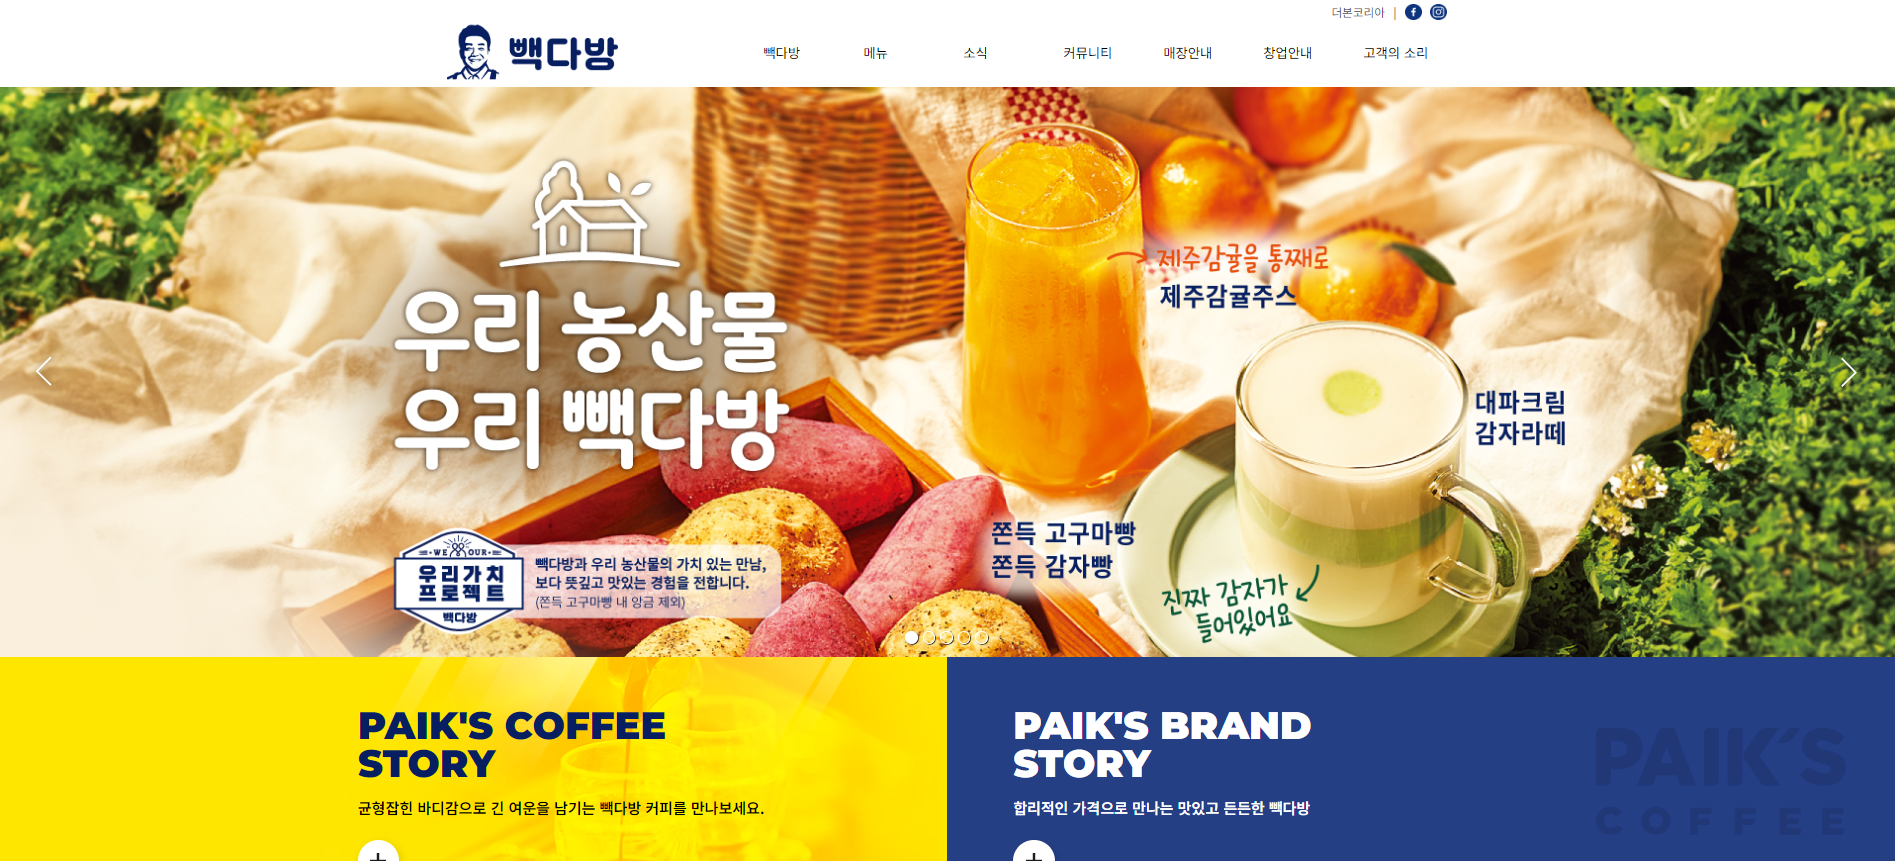 더본코리아 |
빽다방
빽다방 메뉴 소식 커뮤니티 매장안내 창업안내 고객의 소리
우리 농산물
우리 빽다방
제주감귤을 통째로
제주감귤주스
대파크림
감자라떼
쫀득 고구마빵
쫀득 감자빵
진짜 감자가
들어있어요
WE OUR
우리가치
프로젝트
빽다방
빽다방과 우리 농산물의 가치 있는 만남,
보다 뜻깊고 맛있는 경험을 전합니다.
(쫀득 고구마빵 내 앙금 제외)
PAIK'S COFFEE
STORY
균형잡힌 바디감으로 긴 여운을 남기는 빽다방 커피를 만나보세요.
+
PAIK'S BRAND
STORY
합리적인 가격으로 만나는 맛있고 든든한 빽다방
+
PAIK'S
COFFEE